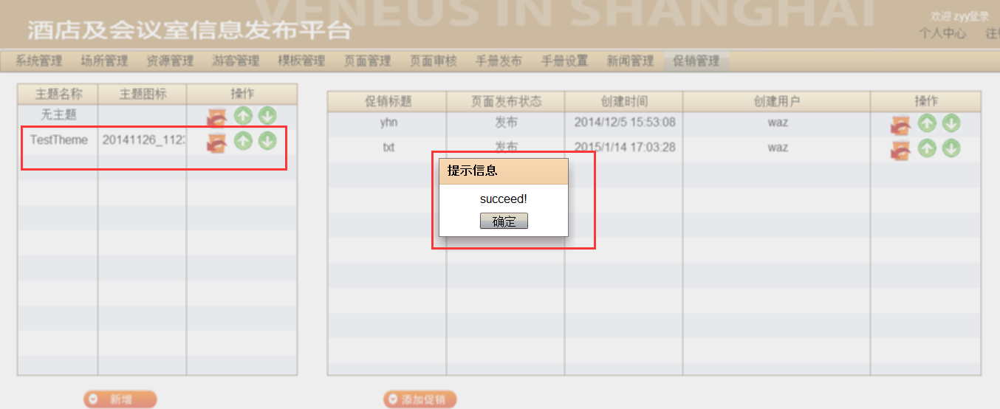 VENEUS IN SHANGHAI
欢迎 zyy登录
酒店及会议室信息发布平台
个人中心
系统管理 场所管理 资源管理 游客管理 模板管理 页面管理 页面审核 手册发布 手册设置 新闻管理 促销管理
主题名称 主题图标 操作
无主题
TestTheme 20141126_112
促销标题 页面发布状态 创建时间 创建用户 操作
yhn 发布 2014/12/5 15:53:08 waz
txt 发布 2015/1/14 17:03:28 waz
提示信息
succeed!
确定
新增
添加促销